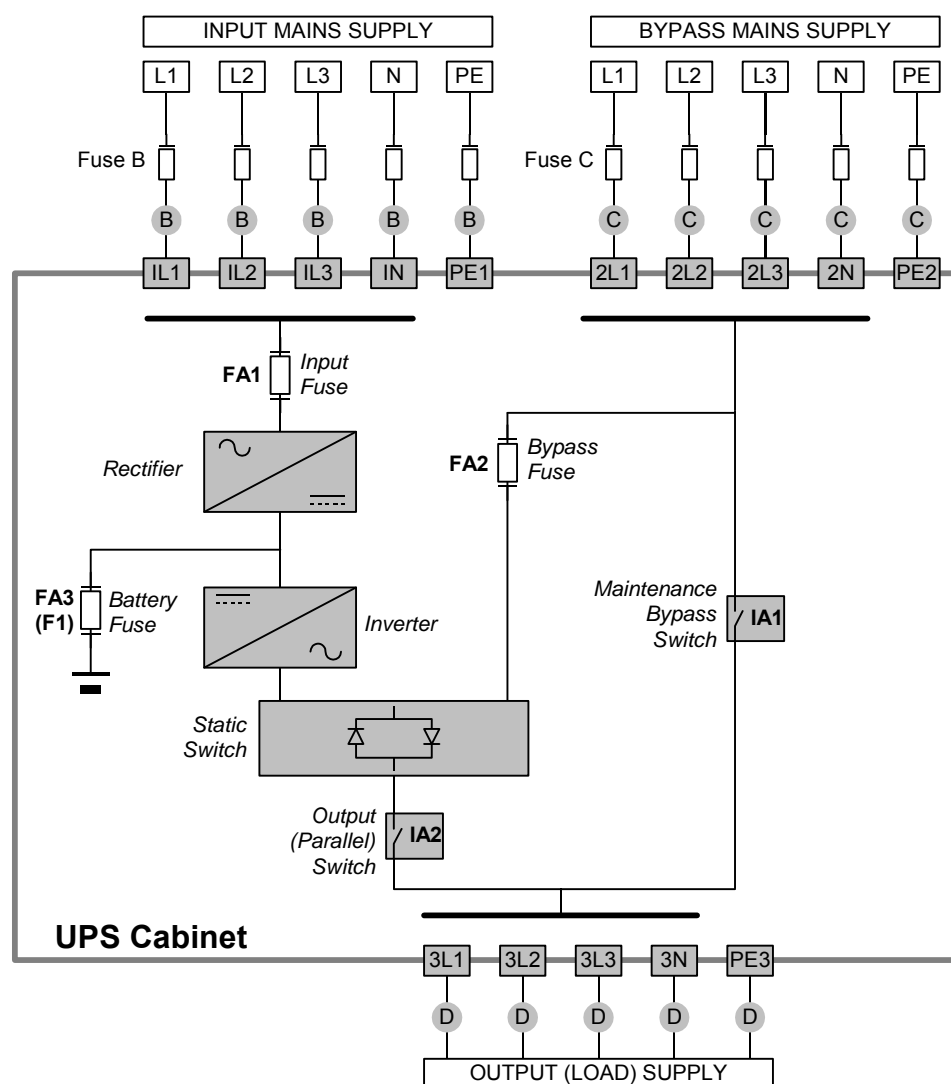 INPUT MAINS SUPPLY
BYPASS MAINS SUPPLY
L1 L2 L3 N PE
L1 L2 L3 N PE
Fuse B
Fuse C
B B B B B
C C C C C
IL1 IL2 IL3 IN PE1
2L1 2L2 2L3 2N PE2
FA1
Input
Fuse
Rectifier
FA2
Bypass
Fuse
FA3
(F1)
Battery
Fuse
Inverter
Maintenance
Bypass
Switch
IA1
Static
Switch
Output
(Parallel)
Switch
IA2
UPS Cabinet
3L1 3L2 3L3 3N PE3
D D D D D
OUTPUT (LOAD) SUPPLY